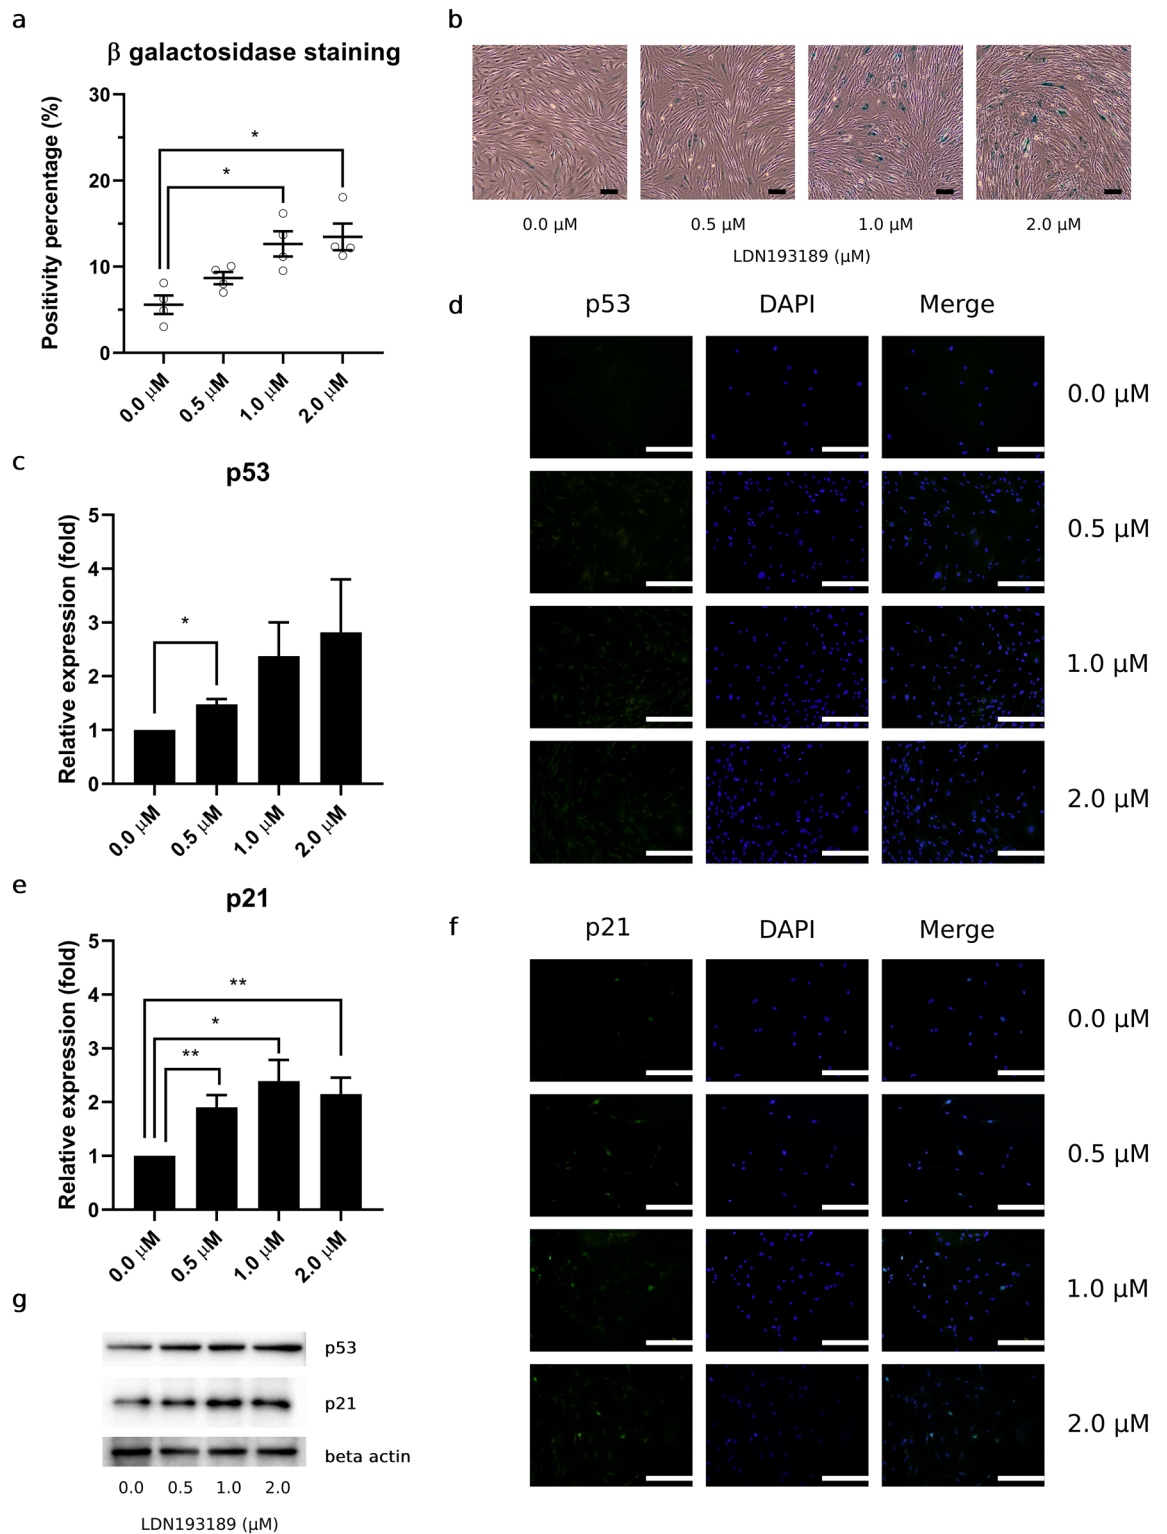 a
β galactosidase staining
Positivity percentage (%)
30
20
10
0
*
*
0.0 μM
0.5 μM
1.0 μM
2.0 μM
b
0.0 μM
0.5 μM
1.0 μM
2.0 μM
LDN193189 (μM)
c
p53
Relative expression (fold)
5
4
3
2
1
0
*
0.0 μM
0.5 μM
1.0 μM
2.0 μM
d
p53
DAPI
Merge
0.0 μM
0.5 μM
1.0 μM
2.0 μM
e
p21
Relative expression (fold)
5
4
3
2
1
0
**
*
**
0.0 μM
0.5 μM
1.0 μM
2.0 μM
f
p21
DAPI
Merge
0.0 μM
0.5 μM
1.0 μM
2.0 μM
g
p53
p21
beta actin
0.0 0.5 1.0 2.0
LDN193189 (μM)